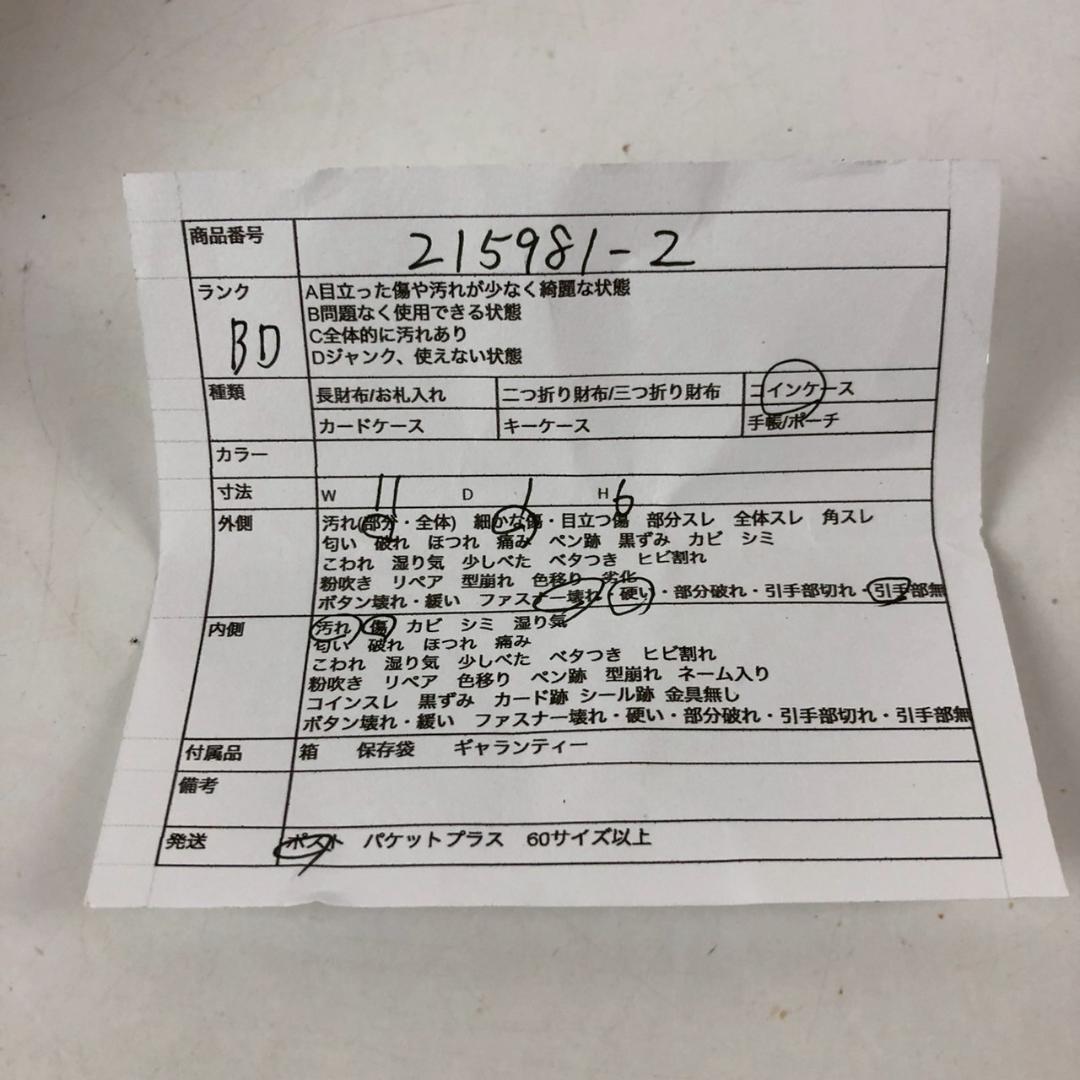 商品番号 215981-2
ランク BD
A目立った傷や汚れが少なく綺麗な状態
B問題なく使用できる状態
C全体的に汚れあり
Dジャンク、使えない状態
種類 長財布/お札入れ 二つ折り財布/三つ折り財布 コインケース
カードケース キーケース 手帳/ポーチ
カラー
寸法 W 11 D 1 H 6
外側 汚れ(部分・全体) 細かな傷・目立つ傷 部分スレ 全体スレ 角スレ
匂い 破れ ほつれ 痛み ペン跡 黒ずみ カビ シミ
こわれ 湿り気 少しべた ベタつき ヒビ割れ
粉吹き リペア 型崩れ 色移り 劣化
ボタン壊れ・緩い ファスナー壊れ・硬い・部分破れ・引手部切れ・引手部無
内側 汚れ 傷 カビ シミ 湿り気
匂い 破れ ほつれ 痛み
こわれ 湿り気 少しべた ベタつき ヒビ割れ
粉吹き リペア 色移り ペン跡 型崩れ ネーム入り
コインスレ 黒ずみ カード跡 シール跡 金具無し
ボタン壊れ・緩い ファスナー壊れ・硬い・部分破れ・引手部切れ・引手部無
付属品 箱 保存袋 ギャランティー
備考
発送 ポスト パケットプラス 60サイズ以上